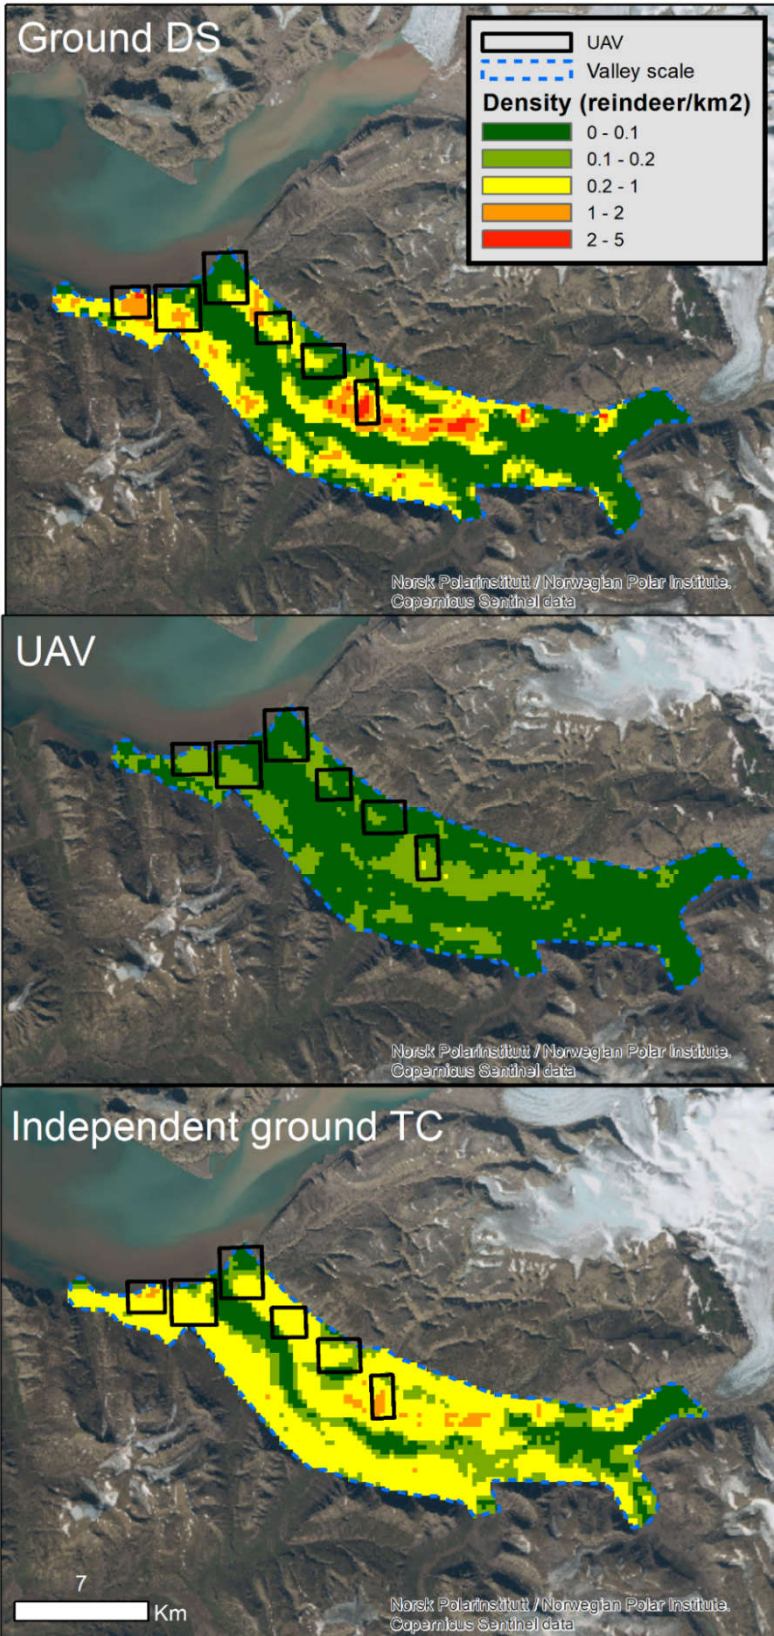 Ground DS
UAV
Valley scale
Density (reindeer/km2)
0 - 0.1
0.1 - 0.2
0.2 - 1
1 - 2
2 - 5
Norsk Polarinstitutt / Norwegian Polar Institute.
Copernicus Sentinel data
UAV
Norsk Polarinstitutt / Norwegian Polar Institute.
Copernicus Sentinel data
Independent ground TC
7
Km
Norsk Polarinstitutt / Norwegian Polar Institute.
Copernicus Sentinel data